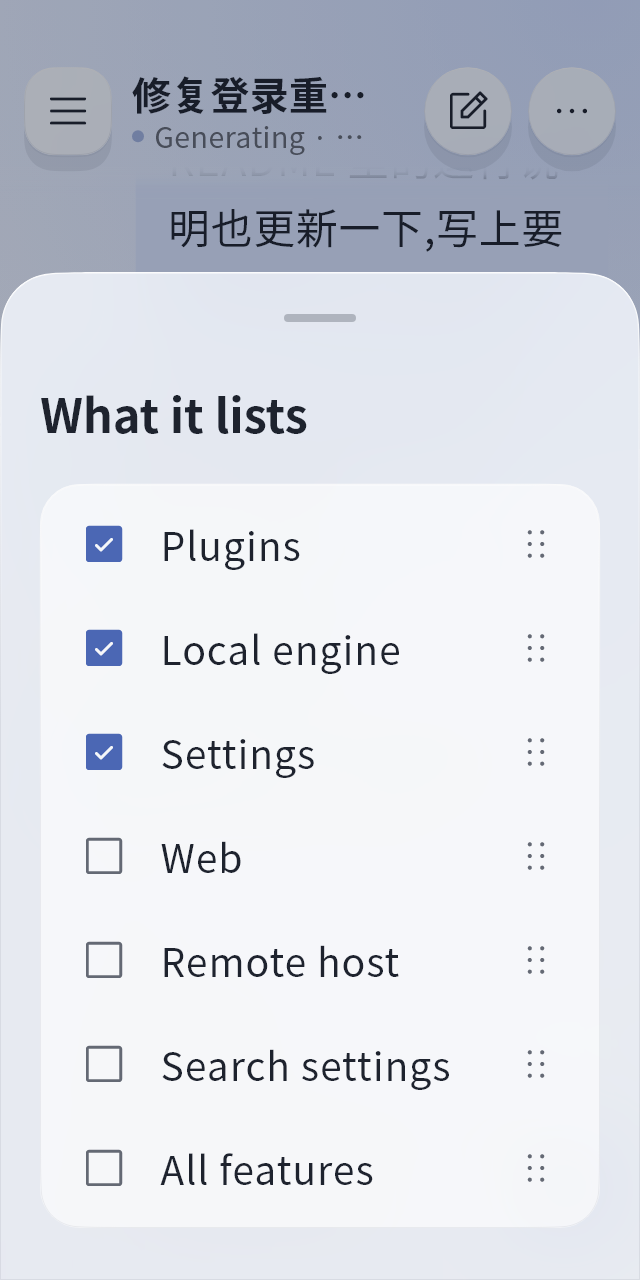 修复登录重…
Generating · …
明也更新一下,写上要
What it lists
Plugins
Local engine
Settings
Web
Remote host
Search settings
All features